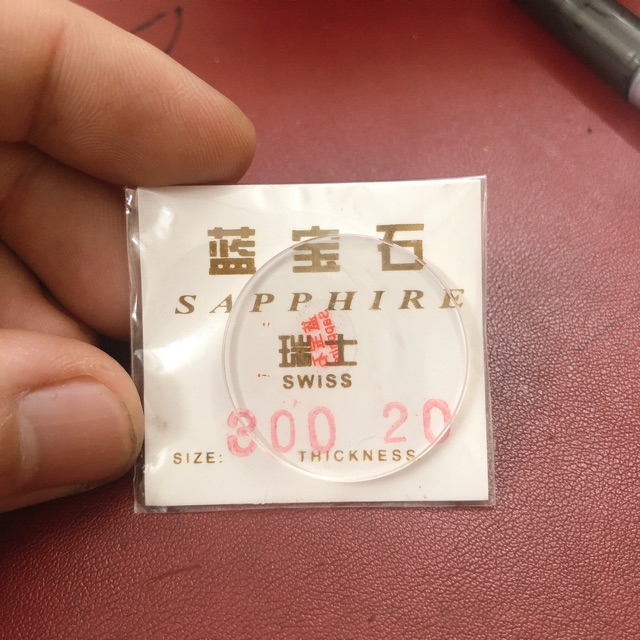 蓝宝石
SAPPHIRE
瑞士
SWISS
300 20
SIZE: THICKNESS